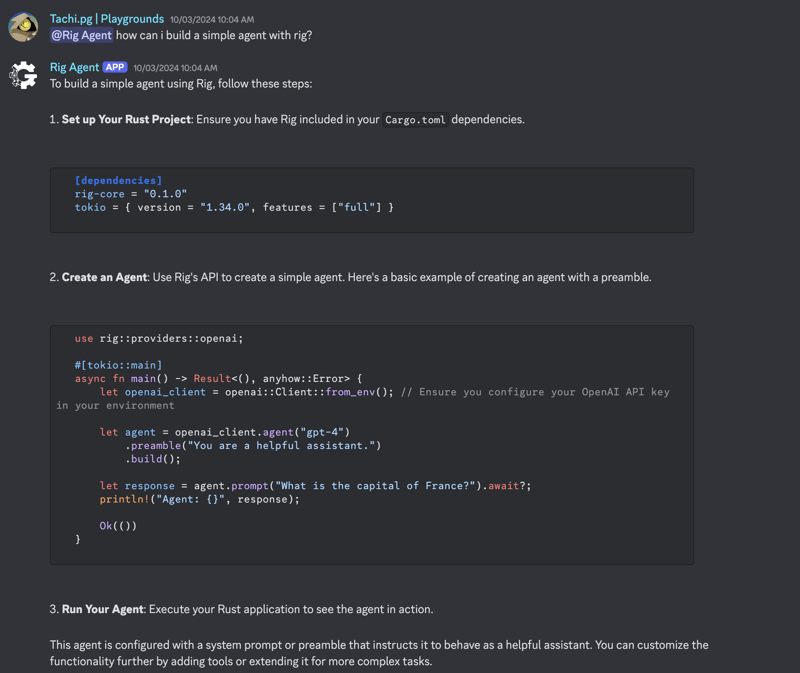 Tachi.pg | Playgrounds 10/03/2024 10:04 AM
@Rig Agent how can i build a simple agent with rig?
Rig Agent APP 10/03/2024 10:04 AM
To build a simple agent using Rig, follow these steps:
1. Set up Your Rust Project: Ensure you have Rig included in your Cargo.toml dependencies.
[dependencies]
rig-core = "0.1.0"
tokio = { version = "1.34.0", features = ["full"] }
2. Create an Agent: Use Rig's API to create a simple agent. Here's a basic example of creating an agent with a preamble.
use rig::providers::openai;
#[tokio::main]
async fn main() -> Result<(), anyhow::Error> {
let openai_client = openai::Client::from_env(); // Ensure you configure your OpenAI API key
in your environment
let agent = openai_client.agent("gpt-4")
.preamble("You are a helpful assistant.")
.build();
let response = agent.prompt("What is the capital of France?").await?;
println!("Agent: {}", response);
Ok(())
}
3. Run Your Agent: Execute your Rust application to see the agent in action.
This agent is configured with a system prompt or preamble that instructs it to behave as a helpful assistant. You can customize the
functionality further by adding tools or extending it for more complex tasks.